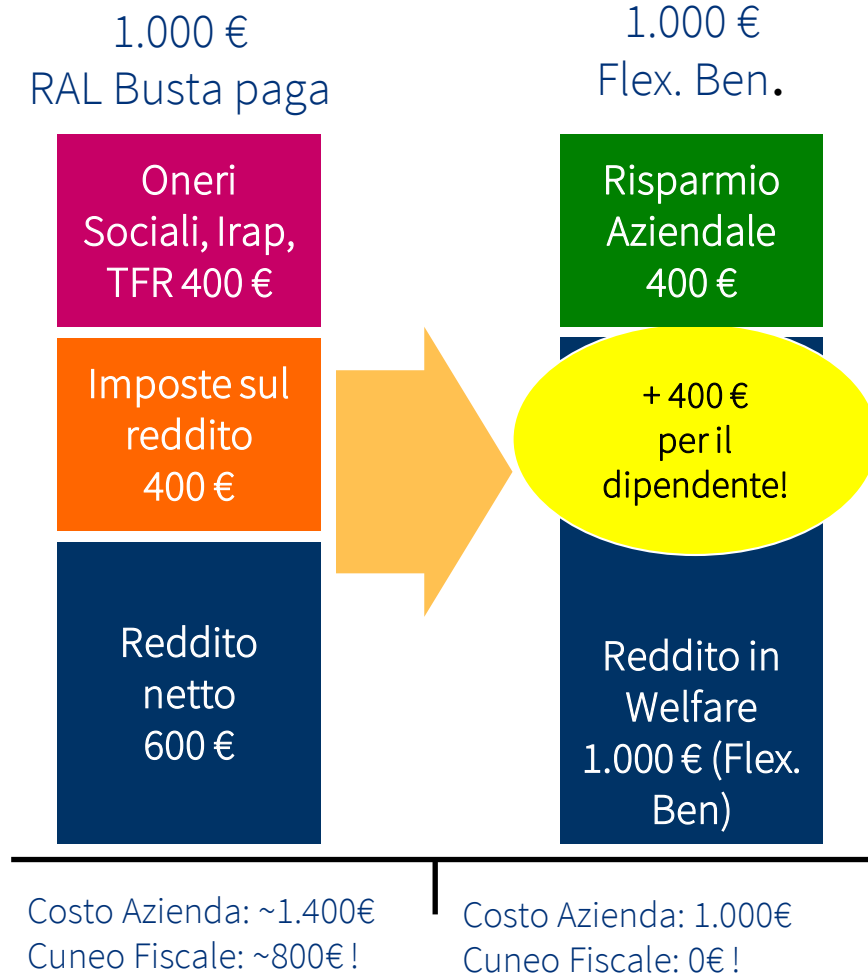 1.000 €
RAL Busta paga
Oneri
Sociali, Irap,
TFR 400 €
Imposte sul
reddito
400 €
Reddito
netto
600 €
Costo Azienda: ~1.400€
Cuneo Fiscale: ~800€ !
1.000 €
Flex. Ben.
Risparmio
Aziendale
400 €
+ 400 €
per il
dipendente!
Reddito in
Welfare
1.000 € (Flex.
Ben)
Costo Azienda: 1.000€
Cuneo Fiscale: 0€ !